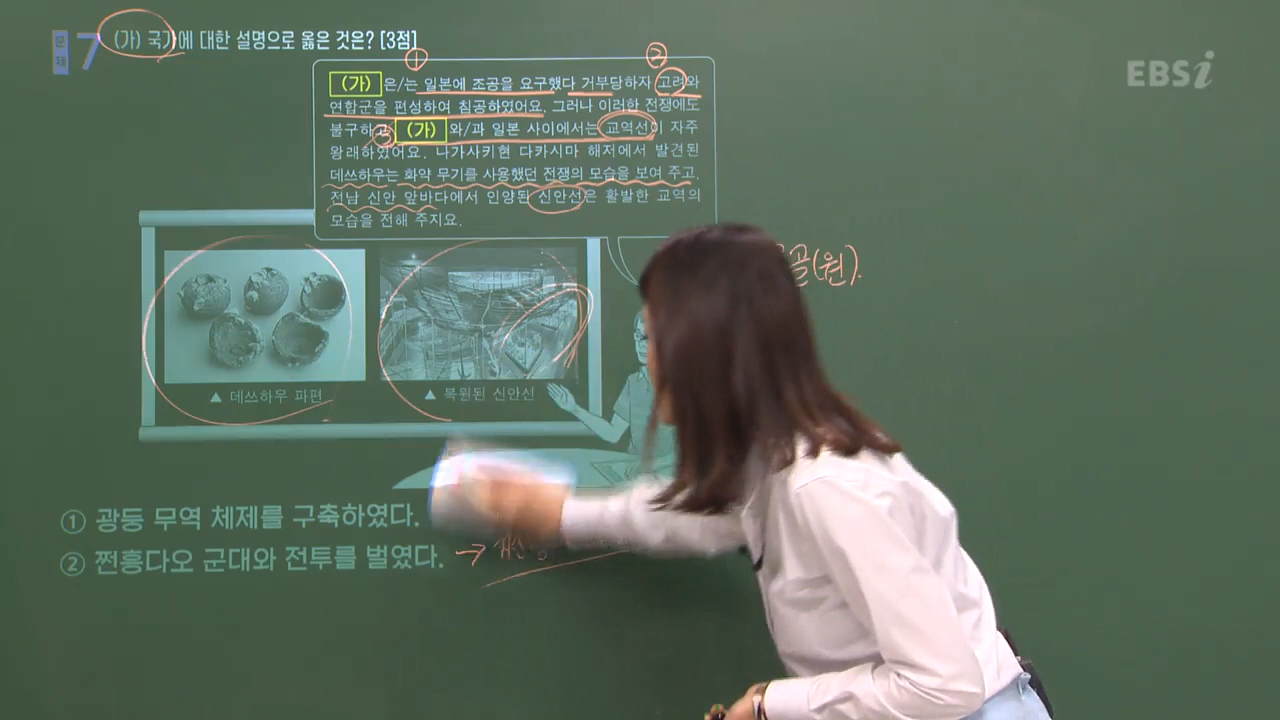 문제 7 (가) 국가에 대한 설명으로 옳은 것은? [3점]
EBSi
① ②
(가) 은/는 일본에 조공을 요구했다 거부당하자 고려와
연합군을 편성하여 침공하였어요. 그러나 이러한 전쟁에도
불구하고 (가) 와/과 일본 사이에서는 교역선이 자주
③
왕래하였어요. 나가사키현 다카시마 해저에서 발견된
데쓰하우는 화약 무기를 사용했던 전쟁의 모습을 보여 주고,
전남 신안 앞바다에서 인양된 신안선은 활발한 교역의
모습을 전해 주지요.
골(원).
▲ 데쓰하우 파편
▲ 복원된 신안선
① 광둥 무역 체제를 구축하였다.
② 쩐흥다오 군대와 전투를 벌였다. →